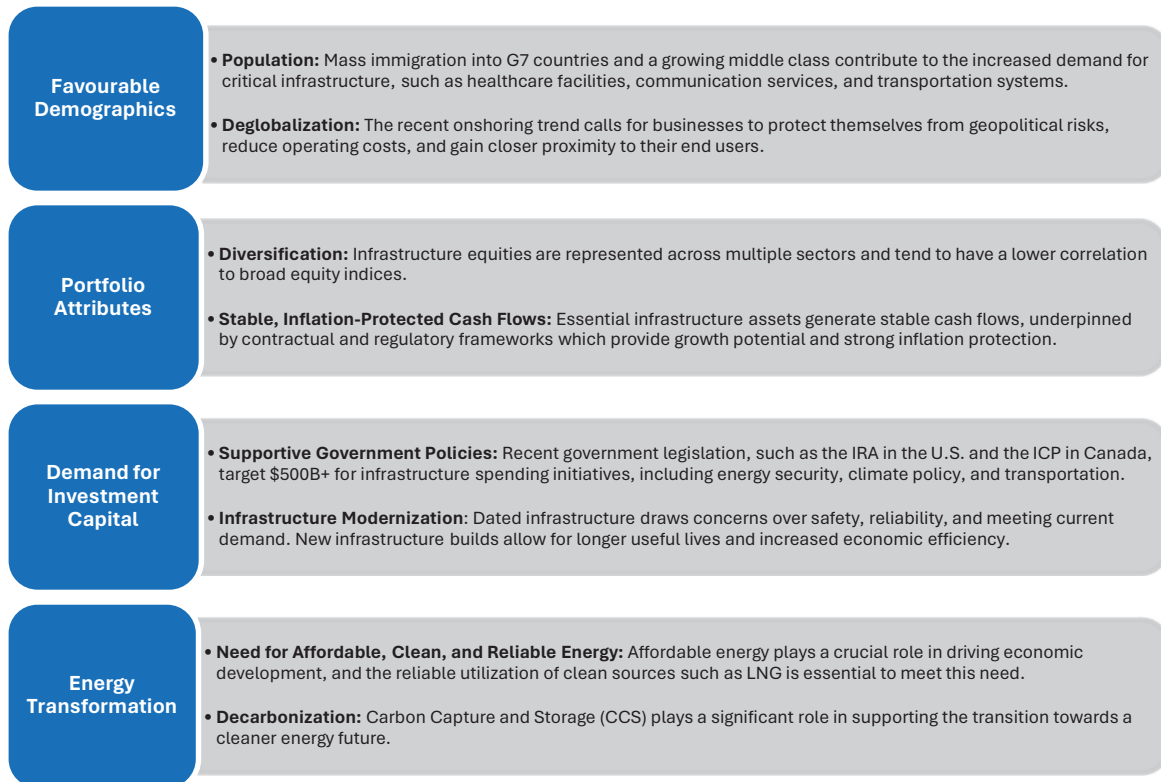 Favourable
Demographics
• Population: Mass immigration into G7 countries and a growing middle class contribute to the increased demand for
critical infrastructure, such as healthcare facilities, communication services, and transportation systems.
• Deglobalization: The recent onshoring trend calls for businesses to protect themselves from geopolitical risks,
reduce operating costs, and gain closer proximity to their end users.
Portfolio
Attributes
• Diversification: Infrastructure equities are represented across multiple sectors and tend to have a lower correlation
to broad equity indices.
• Stable, Inflation-Protected Cash Flows: Essential infrastructure assets generate stable cash flows, underpinned
by contractual and regulatory frameworks which provide growth potential and strong inflation protection.
Demand for
Investment
Capital
• Supportive Government Policies: Recent government legislation, such as the IRA in the U.S. and the ICP in Canada,
target $500B+ for infrastructure spending initiatives, including energy security, climate policy, and transportation.
• Infrastructure Modernization: Dated infrastructure draws concerns over safety, reliability, and meeting current
demand. New infrastructure builds allow for longer useful lives and increased economic efficiency.
Energy
Transformation
• Need for Affordable, Clean, and Reliable Energy: Affordable energy plays a crucial role in driving economic
development, and the reliable utilization of clean sources such as LNG is essential to meet this need.
• Decarbonization: Carbon Capture and Storage (CCS) plays a significant role in supporting the transition towards a
cleaner energy future.